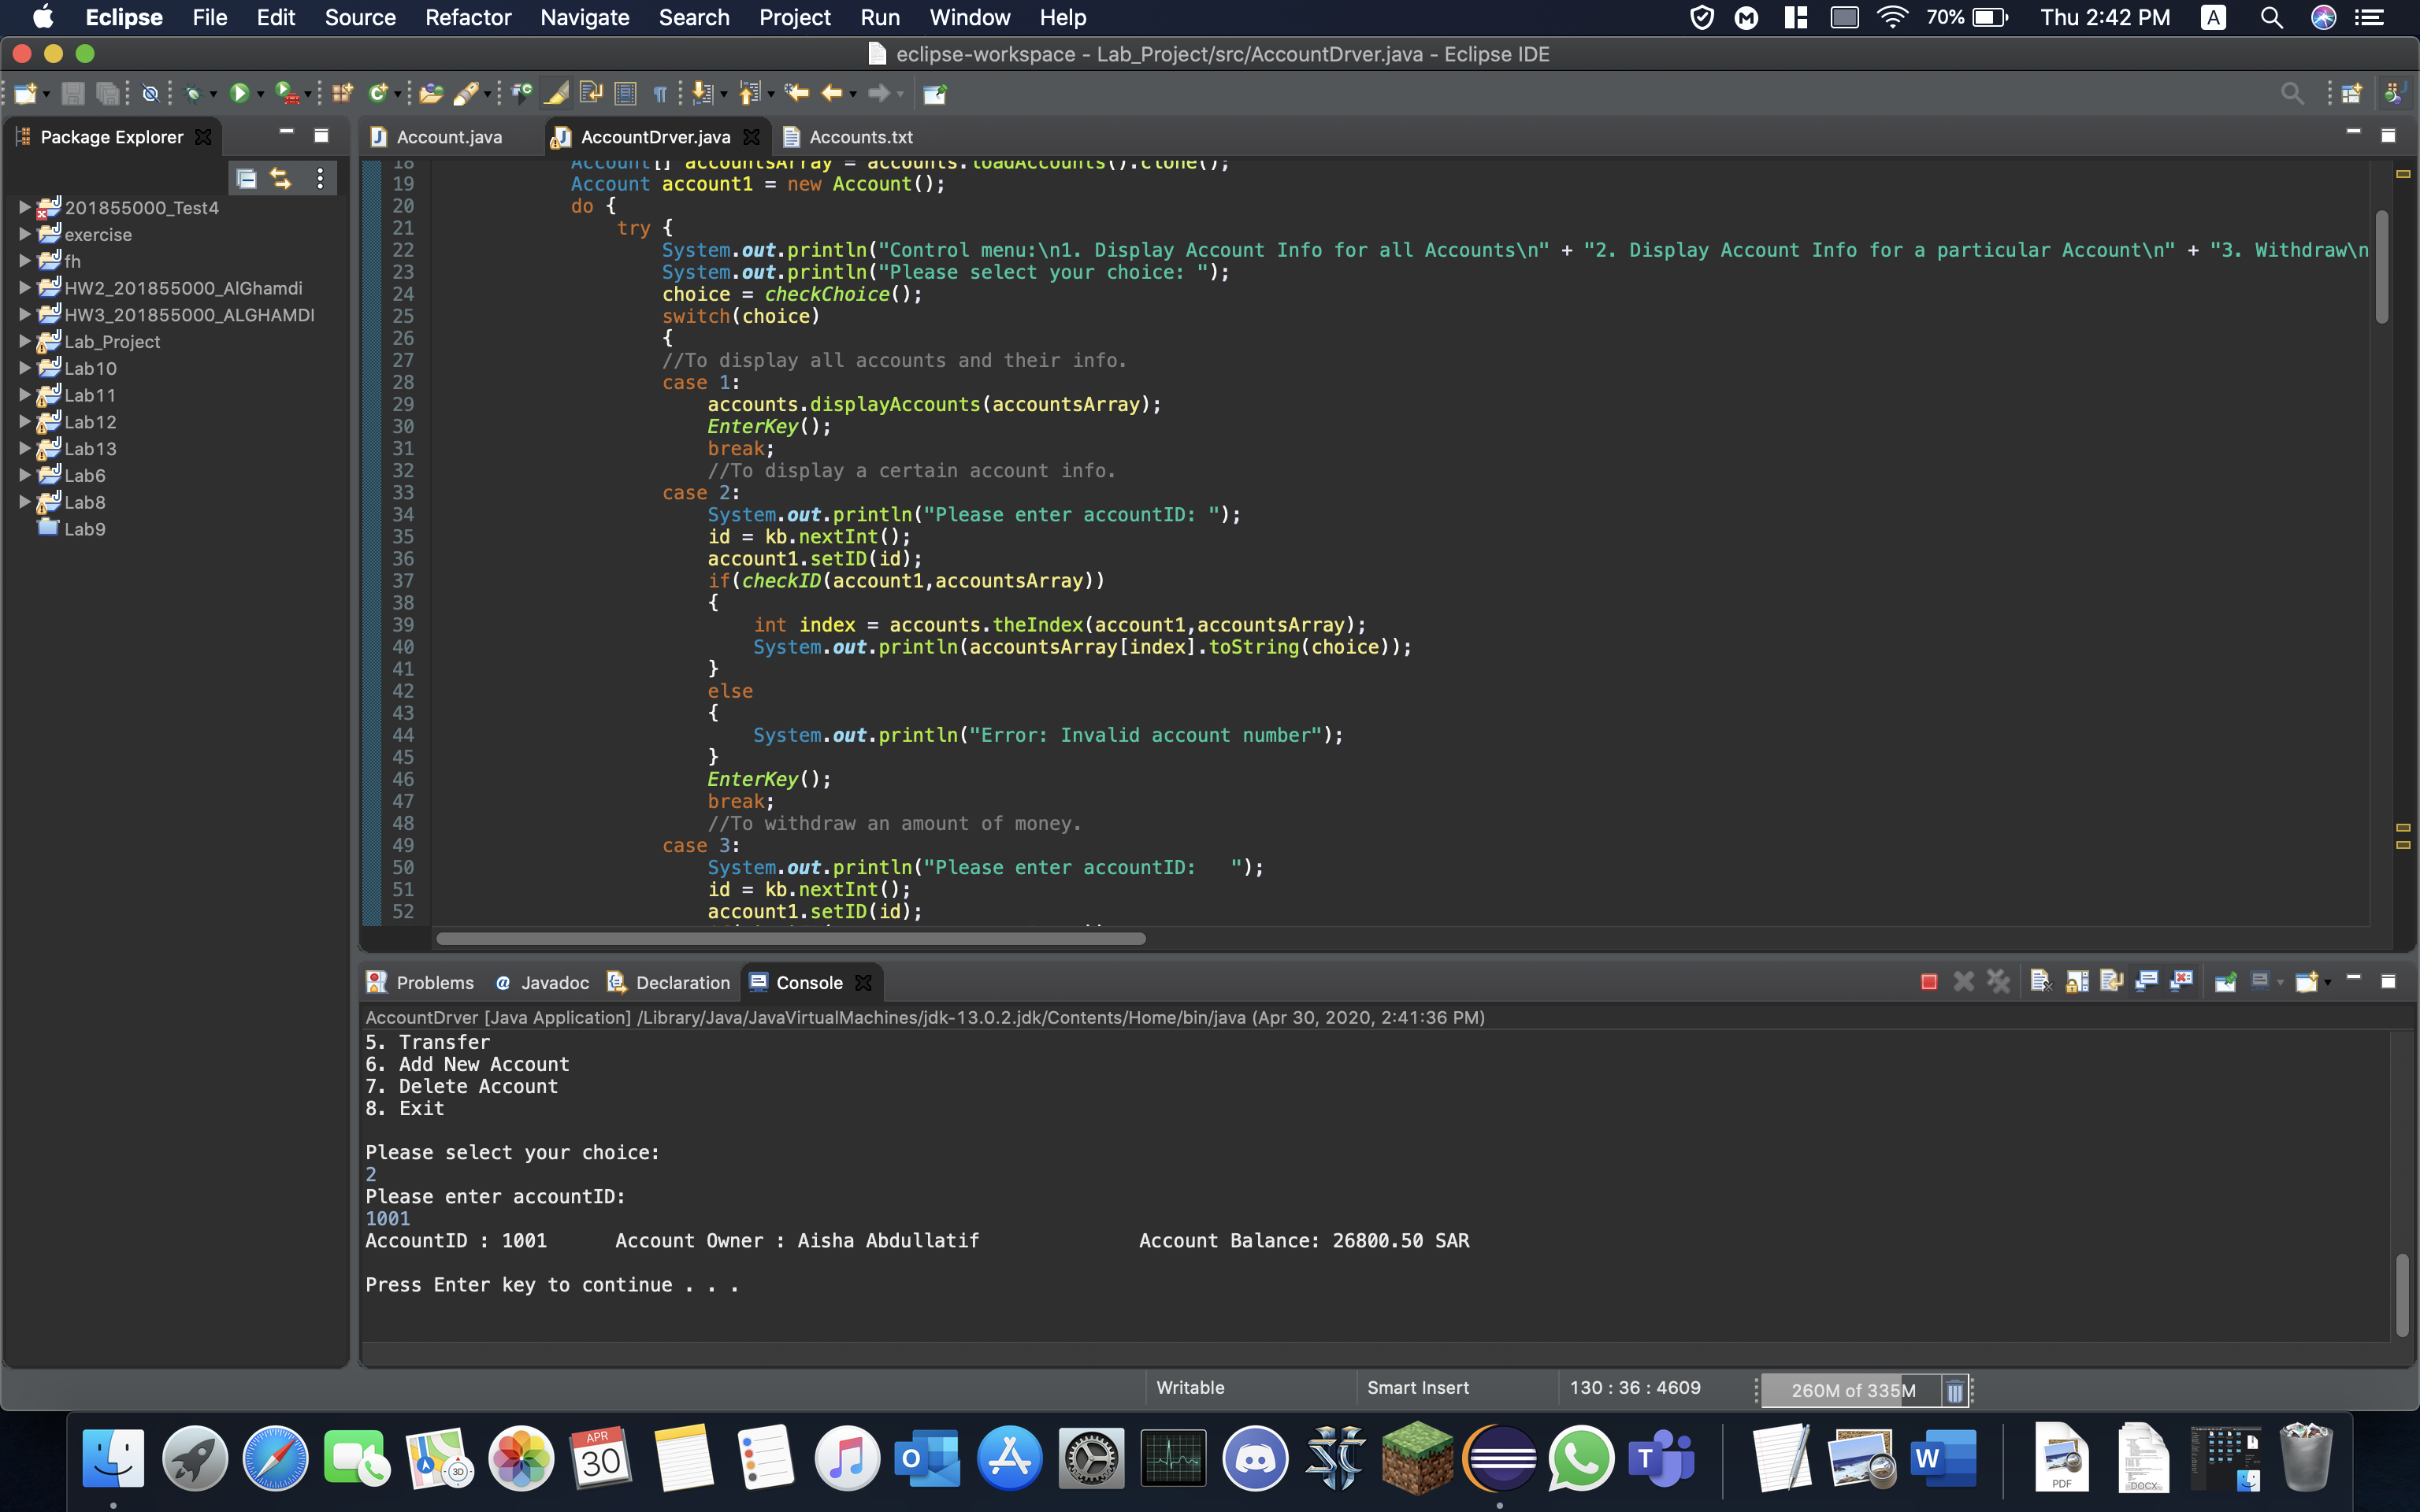 Eclipse File Edit Source Refactor Navigate Search Project Run Window Help 70% Thu 2:42 PM A
eclipse-workspace - Lab_Project/src/AccountDrver.java - Eclipse IDE
Package Explorer
201855000_Test4
exercise
fh
HW2_201855000_AlGhamdi
HW3_201855000_ALGHAMDI
Lab_Project
Lab10
Lab11
Lab12
Lab13
Lab6
Lab8
Lab9
Account.java AccountDrver.java Accounts.txt
18 Account[] accountsArray = accounts.loadAccounts().clone();
19 Account account1 = new Account();
20 do {
21 try {
22 System.out.println("Control menu:\n1. Display Account Info for all Accounts\n" + "2. Display Account Info for a particular Account\n" + "3. Withdraw\n
23 System.out.println("Please select your choice: ");
24 choice = checkChoice();
25 switch(choice)
26 {
27 //To display all accounts and their info.
28 case 1:
29 accounts.displayAccounts(accountsArray);
30 EnterKey();
31 break;
32 //To display a certain account info.
33 case 2:
34 System.out.println("Please enter accountID: ");
35 id = kb.nextInt();
36 account1.setID(id);
37 if(checkID(account1,accountsArray))
38 {
39 int index = accounts.theIndex(account1,accountsArray);
40 System.out.println(accountsArray[index].toString(choice));
41 }
42 else
43 {
44 System.out.println("Error: Invalid account number");
45 }
46 EnterKey();
47 break;
48 //To withdraw an amount of money.
49 case 3:
50 System.out.println("Please enter accountID:   ");
51 id = kb.nextInt();
52 account1.setID(id);
Problems @ Javadoc Declaration Console
AccountDrver [Java Application] /Library/Java/JavaVirtualMachines/jdk-13.0.2.jdk/Contents/Home/bin/java (Apr 30, 2020, 2:41:36 PM)
5. Transfer
6. Add New Account
7. Delete Account
8. Exit
Please select your choice:
2
Please enter accountID:
1001
AccountID : 1001 Account Owner : Aisha Abdullatif Account Balance: 26800.50 SAR
Press Enter key to continue . . .
Writable Smart Insert 130 : 36 : 4609 260M of 335M
APR
30
3D
PDF
DOCX